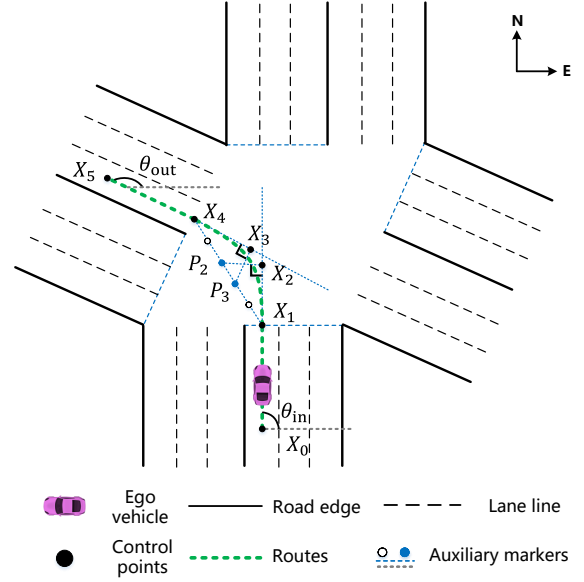 N
E
θout
X5
X4
X3
P2
X2
P3
X1
θin
X0
Ego
vehicle
Road edge
Lane line
Control
points
Routes
Auxiliary markers